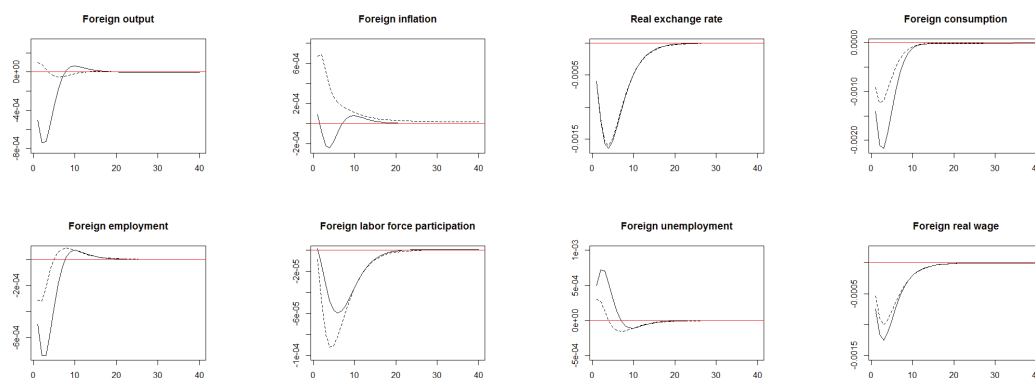 Foreign output
Foreign inflation
Real exchange rate
Foreign consumption
0e+00
-4e-04
-8e-04
0 10 20 30 40
6e-04
2e-04
-2e-04
0 10 20 30 40
-0.0005
-0.0015
0 10 20 30 40
0.0000
-0.0010
-0.0020
0 10 20 30 40
Foreign employment
Foreign labor force participation
Foreign unemployment
Foreign real wage
-2e-04
-6e-04
0 10 20 30 40
-2e-05
-6e-05
-1e-04
0 10 20 30 40
1e-03
5e-04
0e+00
-5e-04
0 10 20 30 40
-0.0005
-0.0015
0 10 20 30 40